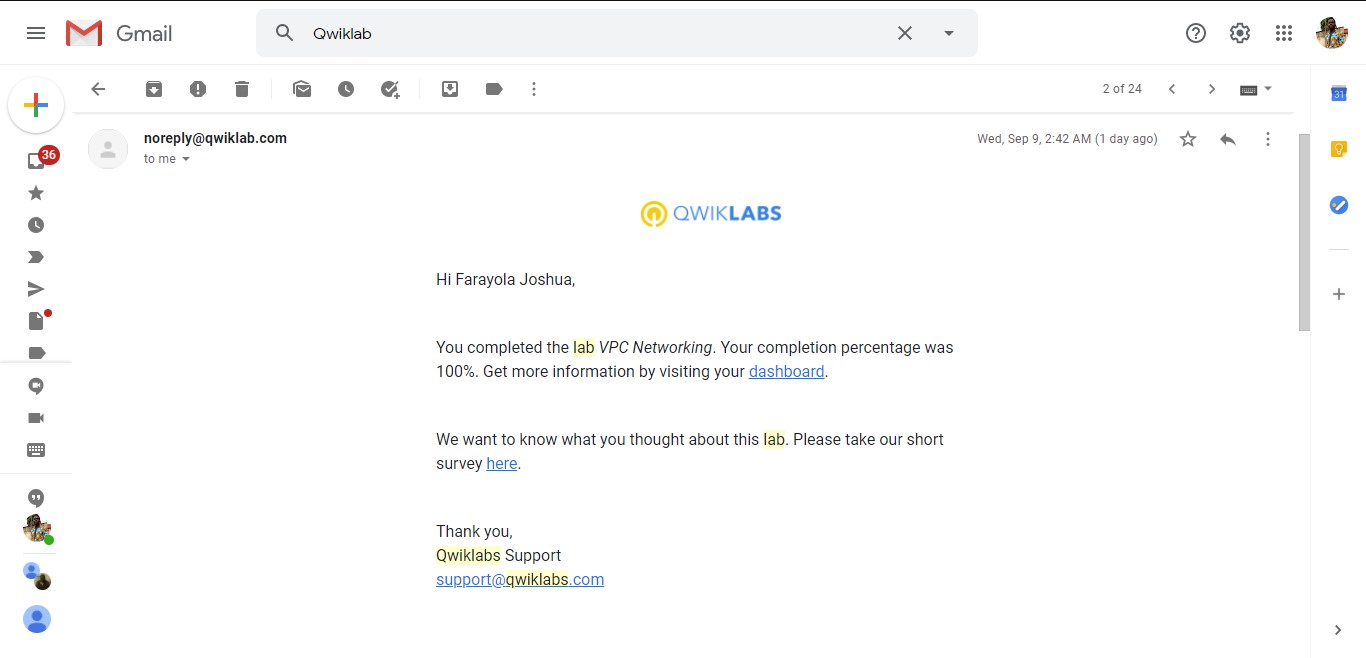 Gmail
Qwiklab
2 of 24
36
noreply@qwiklab.com
Wed, Sep 9, 2:42 AM (1 day ago)
to me
31
QWIKLABS
Hi Farayola Joshua,
You completed the lab VPC Networking. Your completion percentage was
100%. Get more information by visiting your dashboard.
We want to know what you thought about this lab. Please take our short
survey here.
Thank you,
Qwiklabs Support
support@qwiklabs.com